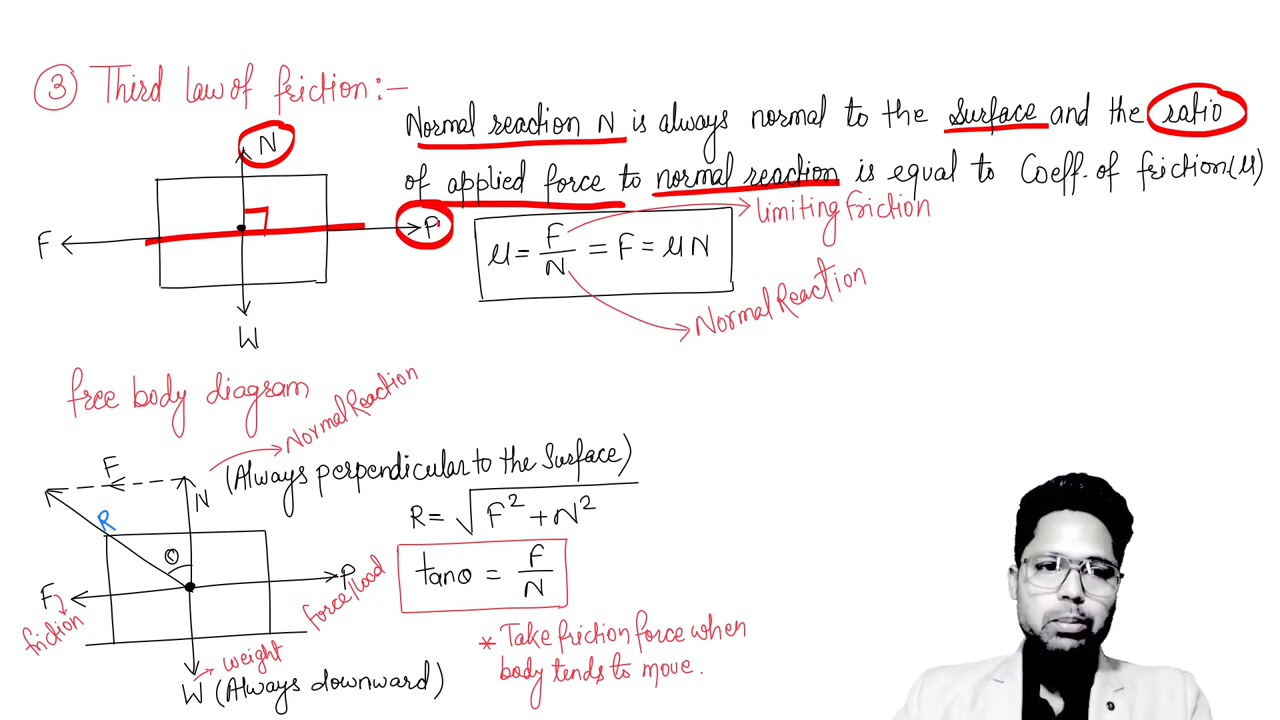 ③ Third law of friction:-
Normal reaction N is always normal to the Surface and the ratio
of applied force to normal reaction is equal to Coeff. of friction(μ)
N
F
P
W
μ = F/N = F = μN
Limiting friction
Normal Reaction
free body diagram
Normal Reaction
F
N
(Always perpendicular to the Surface)
R
R = √F² + N²
θ
tanθ = F/N
F
P
friction
force/load
* Take friction force when
body tends to move.
weight
W (Always downward)